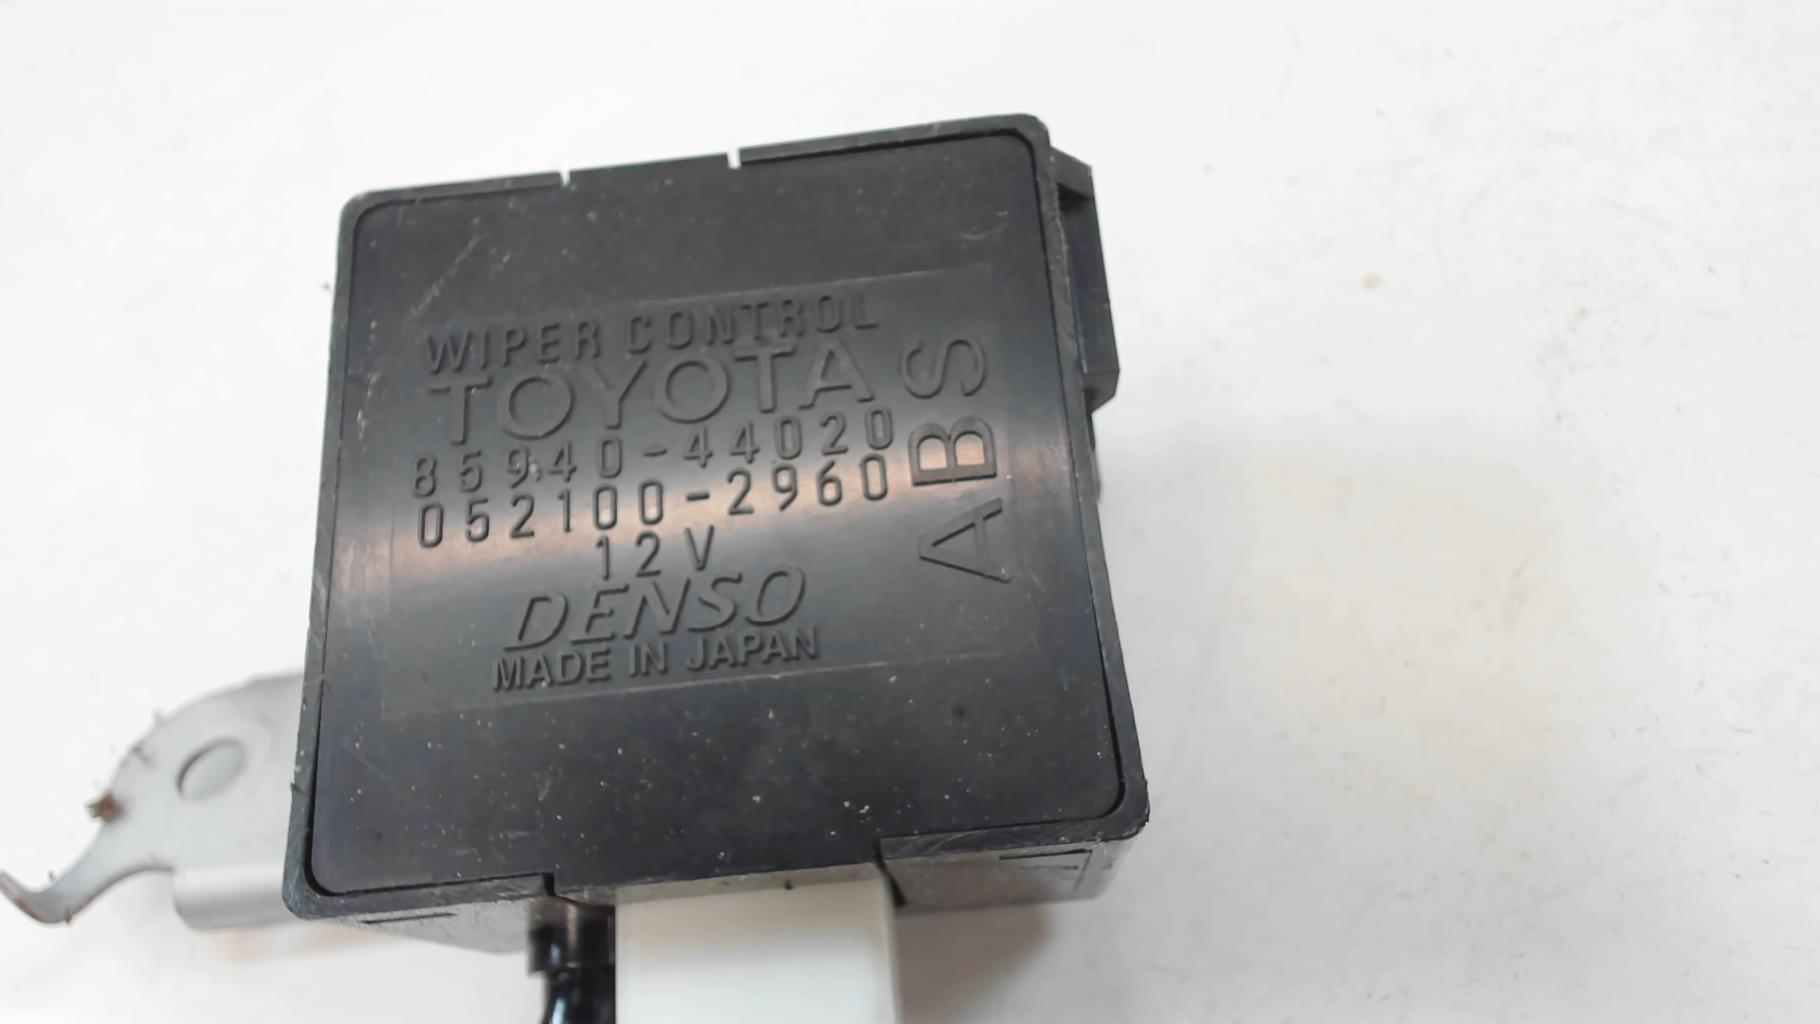 WIPER CONTROL
TOYOTA
85940-44020
052100-2960
12V
DENSO
MADE IN JAPAN
ABS